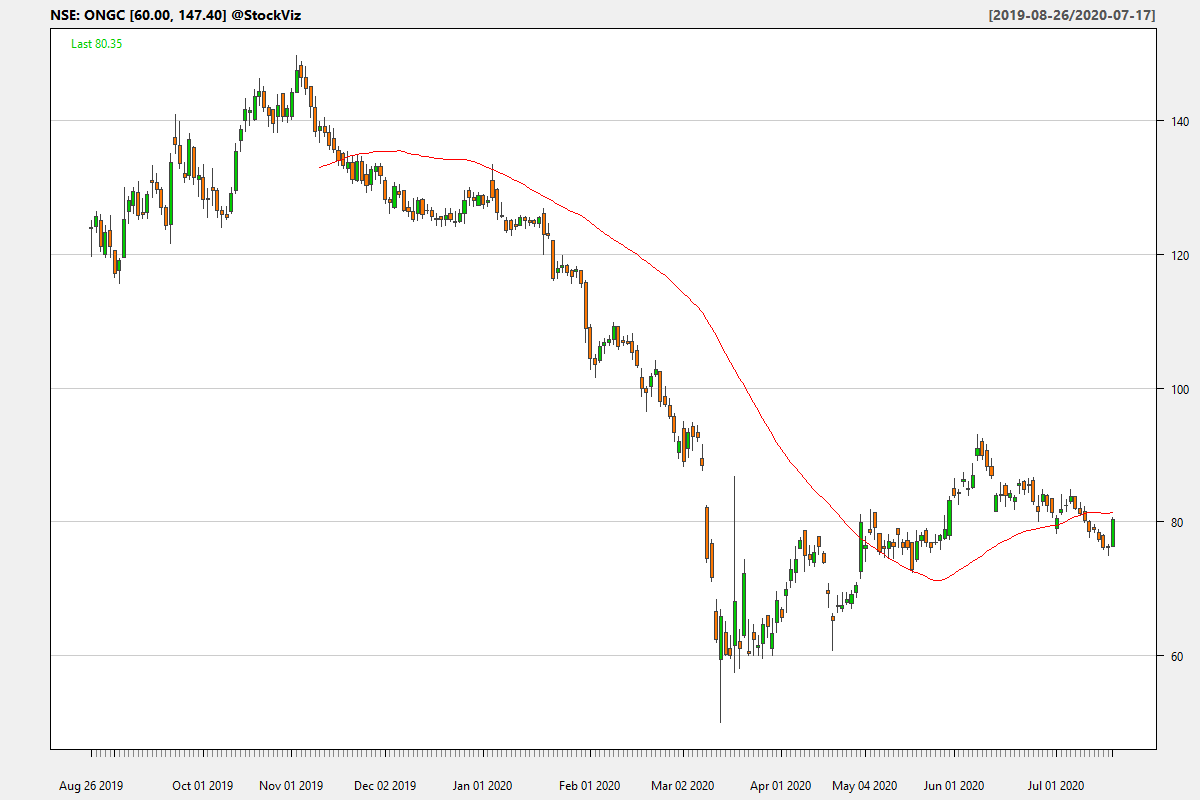 NSE: ONGC [60.00, 147.40] @StockViz
[2019-08-26/2020-07-17]
Last 80.35
140
120
100
80
60
Aug 26 2019 Oct 01 2019 Nov 01 2019 Dec 02 2019 Jan 01 2020 Feb 01 2020 Mar 02 2020 Apr 01 2020 May 04 2020 Jun 01 2020 Jul 01 2020